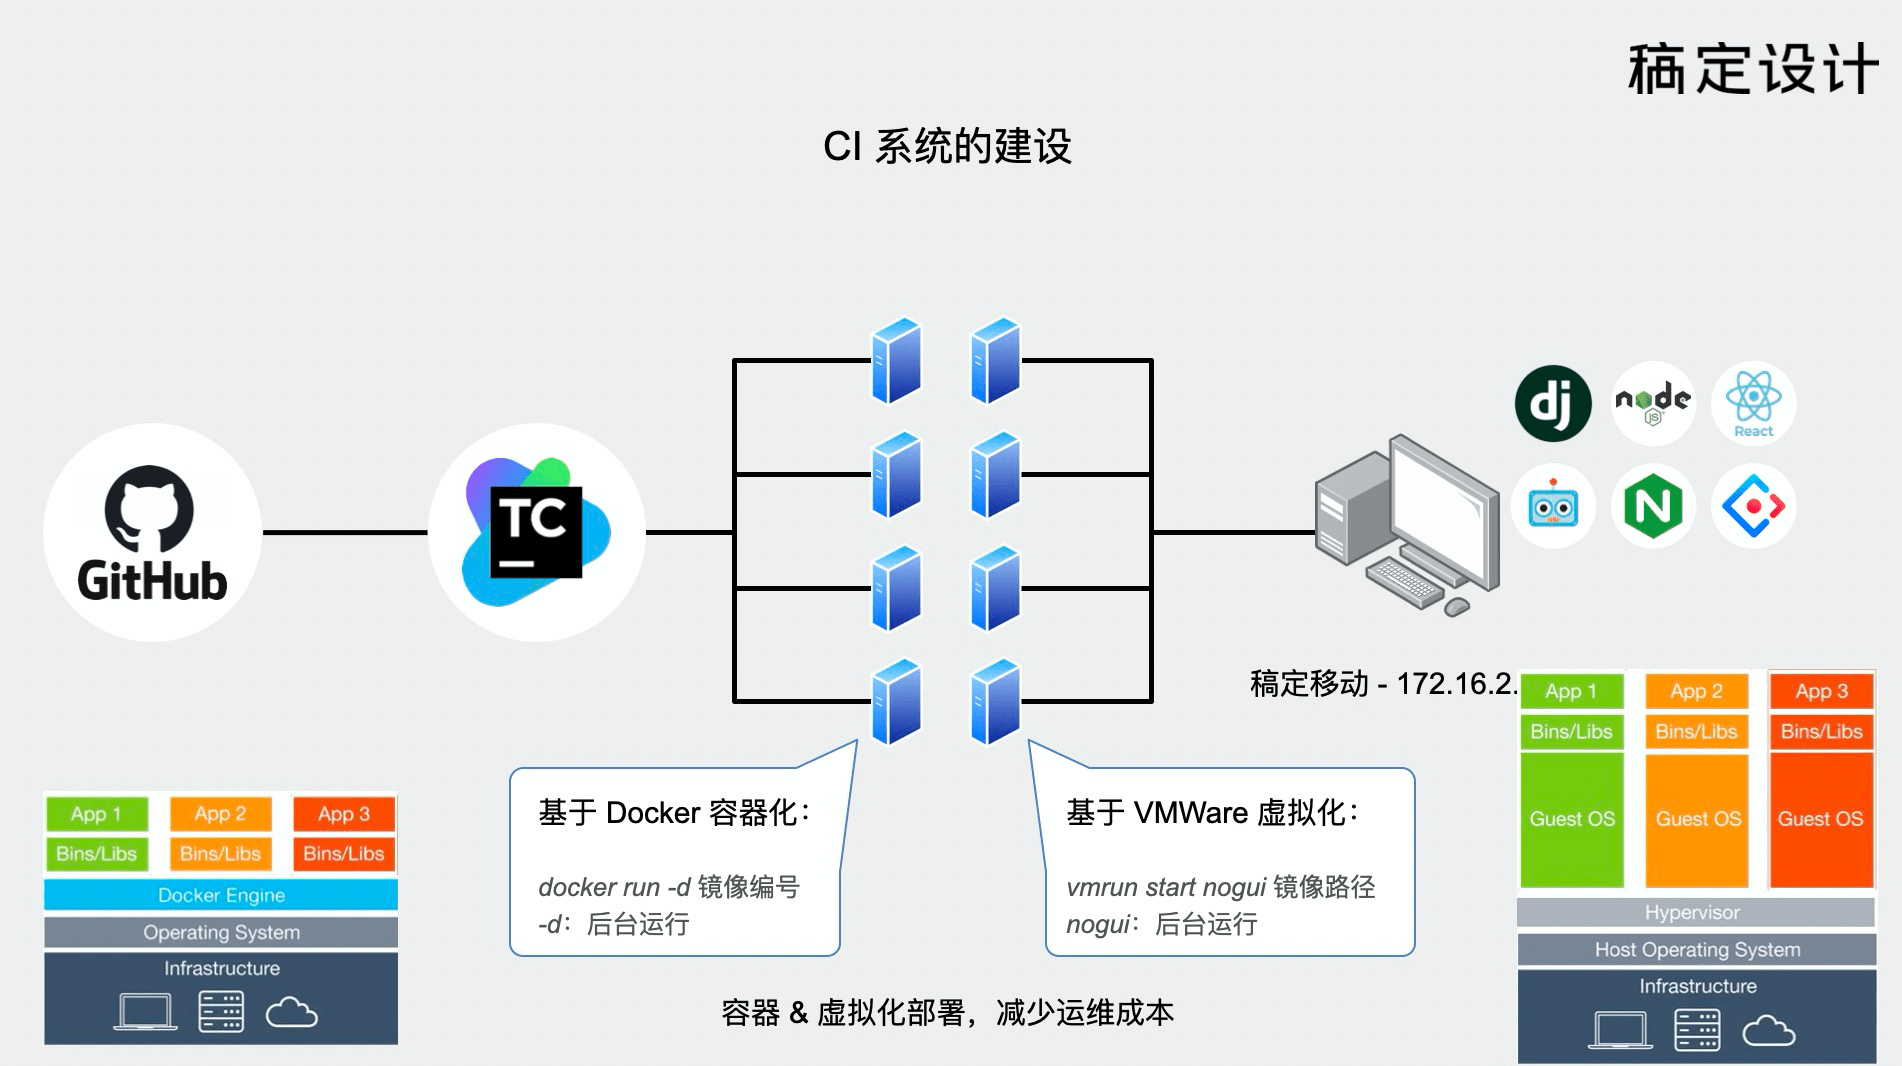 稿定设计
CI 系统的建设
GitHub
TC
dj
node
JS
React
N
稿定移动 - 172.16.2.
App 1
App 2
App 3
Bins/Libs
Bins/Libs
Bins/Libs
Guest OS
Guest OS
Guest OS
Hypervisor
Host Operating System
Infrastructure
基于 Docker 容器化：
docker run -d 镜像编号
-d：后台运行
基于 VMWare 虚拟化：
vmrun start nogui 镜像路径
nogui：后台运行
App 1
App 2
App 3
Bins/Libs
Bins/Libs
Bins/Libs
Docker Engine
Operating System
Infrastructure
容器 & 虚拟化部署，减少运维成本